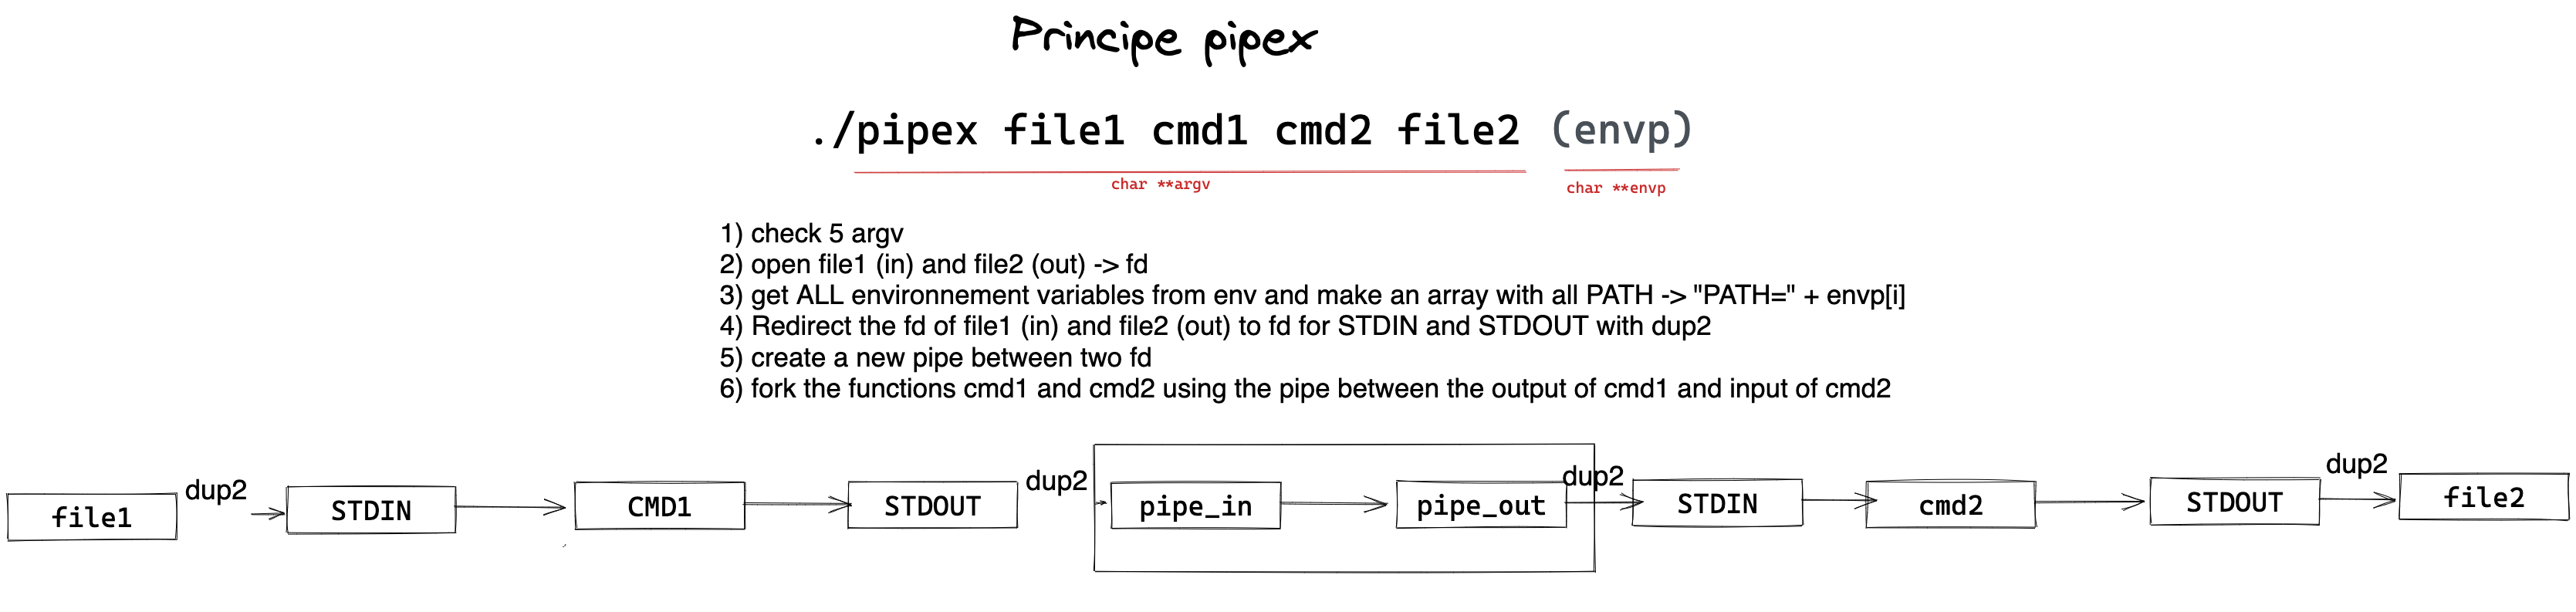 Principe pipex
./pipex file1 cmd1 cmd2 file2 (envp)
char **argv
char **envp
1) check 5 argv
2) open file1 (in) and file2 (out) -> fd
3) get ALL environnement variables from env and make an array with all PATH -> "PATH=" + envp[i]
4) Redirect the fd of file1 (in) and file2 (out) to fd for STDIN and STDOUT with dup2
5) create a new pipe between two fd
6) fork the functions cmd1 and cmd2 using the pipe between the output of cmd1 and input of cmd2
file1
dup2
STDIN
CMD1
STDOUT
dup2
pipe_in
pipe_out
dup2
STDIN
cmd2
STDOUT
dup2
file2